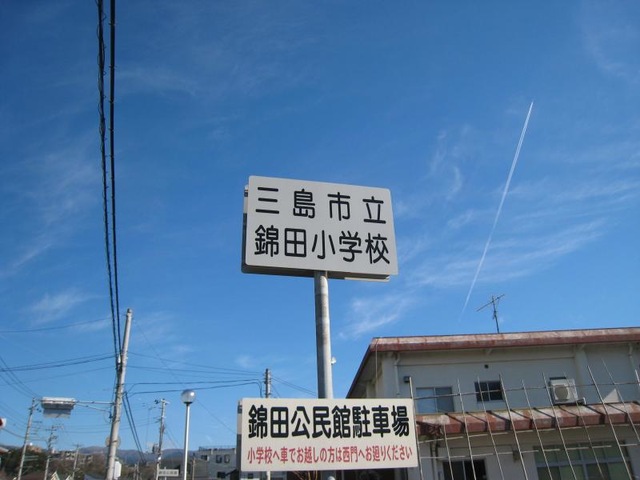 三島市立
錦田小学校
錦田公民館駐車場
小学校へ車でお越しの方は西門へお廻りください